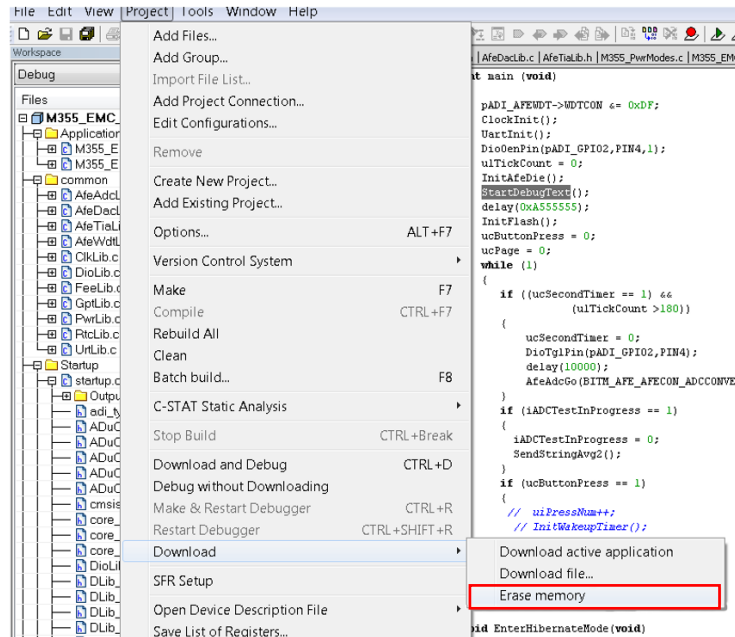 File Edit View Project Tools Window Help
Workspace
Debug
Files
M355_EMC_
Application
M355_E
M355_E
common
AfeAdcL
AfeDacL
AfeTiaLi
AfeWdtL
ClkLib.c
DioLib.c
FeeLib.c
GptLib.c
PwrLib.c
RtcLib.c
UrtLib.c
Startup
startup.c
Outpu
adi_ty
ADuC
ADuC
ADuC
ADuC
cmsis
core_
core_
core_
DioLil
DLib_
DLib_
DLib_
DLib_
Add Files...
Add Group...
Import File List...
Add Project Connection...
Edit Configurations...
Remove
Create New Project...
Add Existing Project...
Options... ALT+F7
Version Control System
Make F7
Compile CTRL+F7
Rebuild All
Clean
Batch build... F8
C-STAT Static Analysis
Stop Build CTRL+Break
Download and Debug CTRL+D
Debug without Downloading
Make & Restart Debugger CTRL+R
Restart Debugger CTRL+SHIFT+R
Download
SFR Setup
Open Device Description File
Save List of Registers...
Download active application
Download file...
Erase memory
AfeDacLib.c | AfeTiaLib.h | M355_PwrModes.c | M355_EM
nt main (void)
pADI_AFEWDT->WDTCON &= 0xDF;
ClockInit();
UartInit();
DioOenPin(pADI_GPIO2,PIN4,1);
ulTickCount = 0;
InitAfeDie();
StartDebugText();
delay(0xA555555);
InitFlash();
ucButtonPress = 0;
ucPage = 0;
while (1)
{
if ((ucSecondTimer == 1) &&
(ulTickCount >180))
{
ucSecondTimer = 0;
DioTglPin(pADI_GPIO2,PIN4);
delay(10000);
AfeAdcGo(BITM_AFE_AFECON_ADCCONVE
}
if (iADCTestInProgress == 1)
{
iADCTestInProgress = 0;
SendStringAvg2();
}
if (ucButtonPress == 1)
{
// uiPressNum++;
// InitWakeupTimer();
id EnterHibernateMode(void)